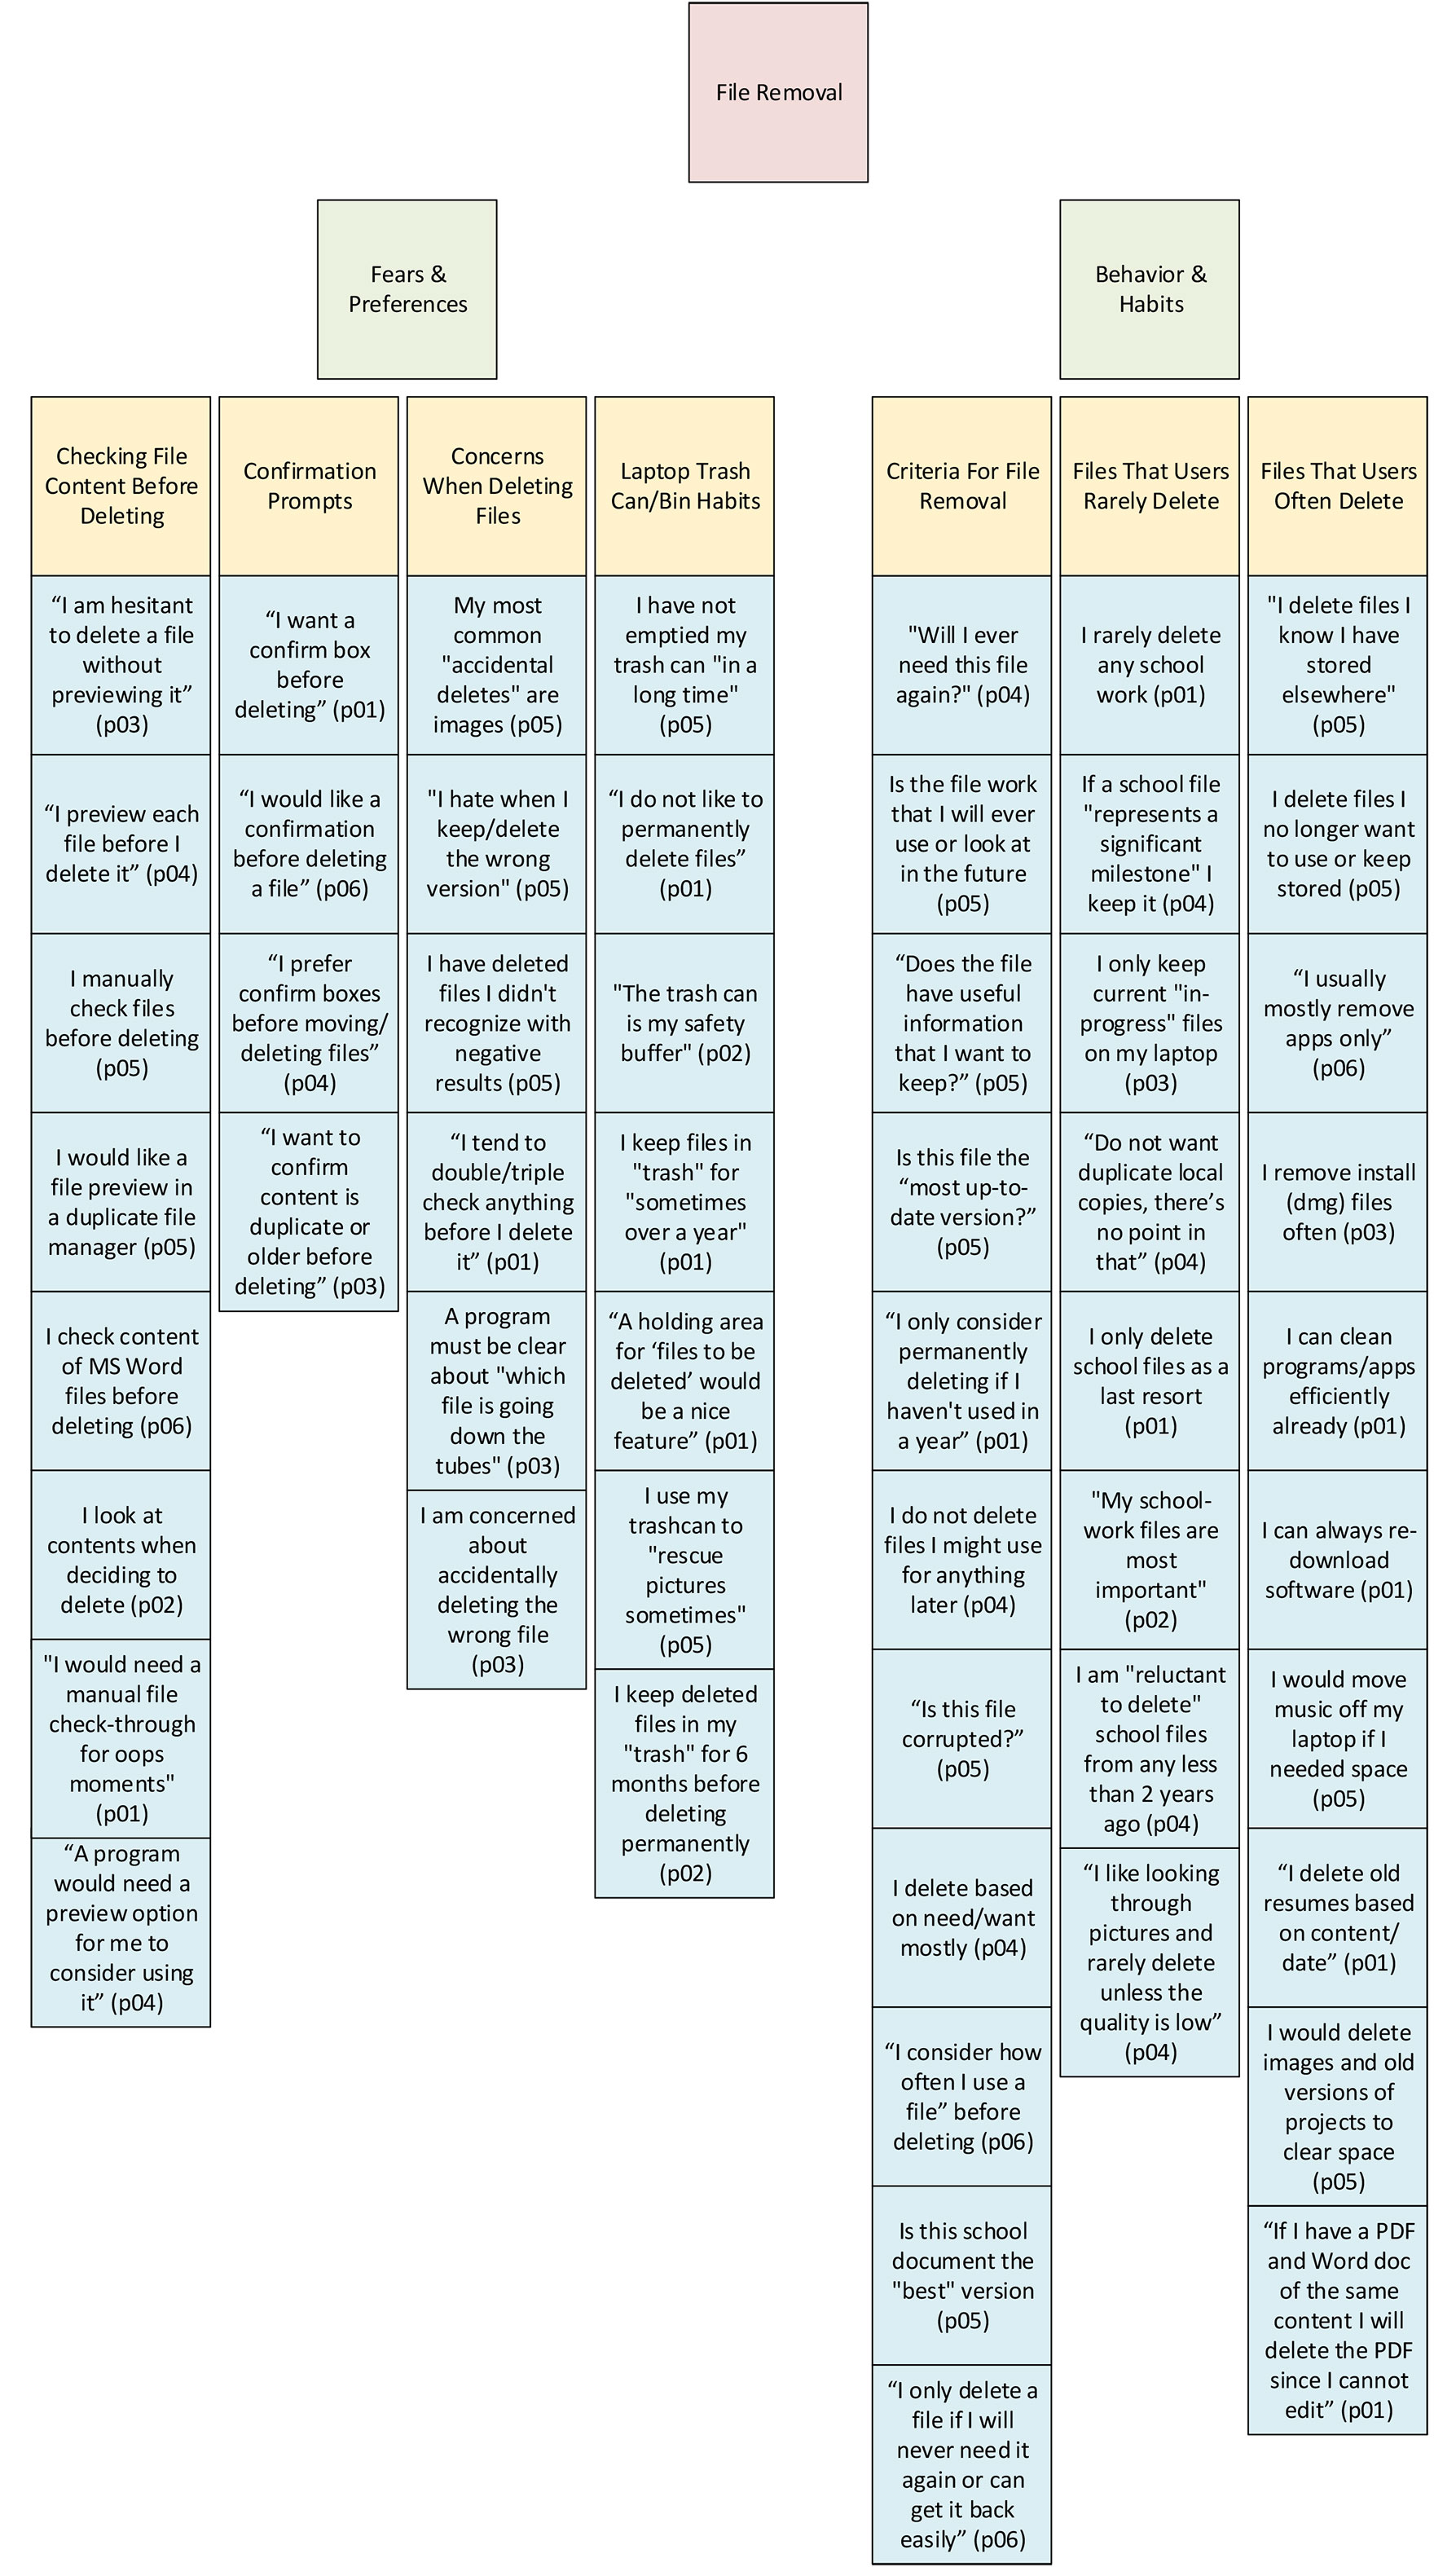 File Removal
Fears &
Preferences
Behavior &
Habits
Checking File
Content Before
Deleting
“I am hesitant
to delete a file
without
previewing it”
(p03)
“I preview each
file before I
delete it” (p04)
I manually
check files
before deleting
(p05)
I would like a
file preview in
a duplicate file
manager (p05)
I check content
of MS Word
files before
deleting (p06)
I look at
contents when
deciding to
delete (p02)
"I would need a
manual file
check-through
for oops
moments"
(p01)
“A program
would need a
preview option
for me to
consider using
it” (p04)
Confirmation
Prompts
“I want a
confirm box
before
deleting” (p01)
“I would like a
confirmation
before deleting
a file” (p06)
“I prefer
confirm boxes
before moving/
deleting files”
(p04)
“I want to
confirm
content is
duplicate or
older before
deleting” (p03)
Concerns
When Deleting
Files
My most
common
"accidental
deletes" are
images (p05)
"I hate when I
keep/delete
the wrong
version" (p05)
I have deleted
files I didn't
recognize with
negative
results (p05)
“I tend to
double/triple
check anything
before I delete
it” (p01)
A program
must be clear
about "which
file is going
down the
tubes" (p03)
I am concerned
about
accidentally
deleting the
wrong file
(p03)
Laptop Trash
Can/Bin Habits
I have not
emptied my
trash can "in a
long time"
(p05)
“I do not like to
permanently
delete files”
(p01)
"The trash can
is my safety
buffer" (p02)
I keep files in
"trash" for
"sometimes
over a year"
(p01)
“A holding area
for ‘files to be
deleted’ would
be a nice
feature” (p01)
I use my
trashcan to
"rescue
pictures
sometimes"
(p05)
I keep deleted
files in my
"trash" for 6
months before
deleting
permanently
(p02)
Criteria For File
Removal
"Will I ever
need this file
again?" (p04)
Is the file work
that I will ever
use or look at
in the future
(p05)
“Does the file
have useful
information
that I want to
keep?” (p05)
Is this file the
“most up-to-
date version?”
(p05)
“I only consider
permanently
deleting if I
haven't used in
a year” (p01)
I do not delete
files I might use
for anything
later (p04)
“Is this file
corrupted?”
(p05)
I delete based
on need/want
mostly (p04)
“I consider how
often I use a
file” before
deleting (p06)
Is this school
document the
"best" version
(p05)
“I only delete a
file if I will
never need it
again or can
get it back
easily” (p06)
Files That Users
Rarely Delete
I rarely delete
any school
work (p01)
If a school file
"represents a
significant
milestone" I
keep it (p04)
I only keep
current "in-
progress" files
on my laptop
(p03)
“Do not want
duplicate local
copies, there’s
no point in
that” (p04)
I only delete
school files as a
last resort
(p01)
"My school-
work files are
most
important"
(p02)
I am "reluctant
to delete"
school files
from any less
than 2 years
ago (p04)
“I like looking
through
pictures and
rarely delete
unless the
quality is low”
(p04)
Files That Users
Often Delete
"I delete files I
know I have
stored
elsewhere"
(p05)
I delete files I
no longer want
to use or keep
stored (p05)
“I usually
mostly remove
apps only”
(p06)
I remove install
(dmg) files
often (p03)
I can clean
programs/apps
efficiently
already (p01)
I can always re-
download
software (p01)
I would move
music off my
laptop if I
needed space
(p05)
“I delete old
resumes based
on content/
date” (p01)
I would delete
images and old
versions of
projects to
clear space
(p05)
“If I have a PDF
and Word doc
of the same
content I will
delete the PDF
since I cannot
edit” (p01)